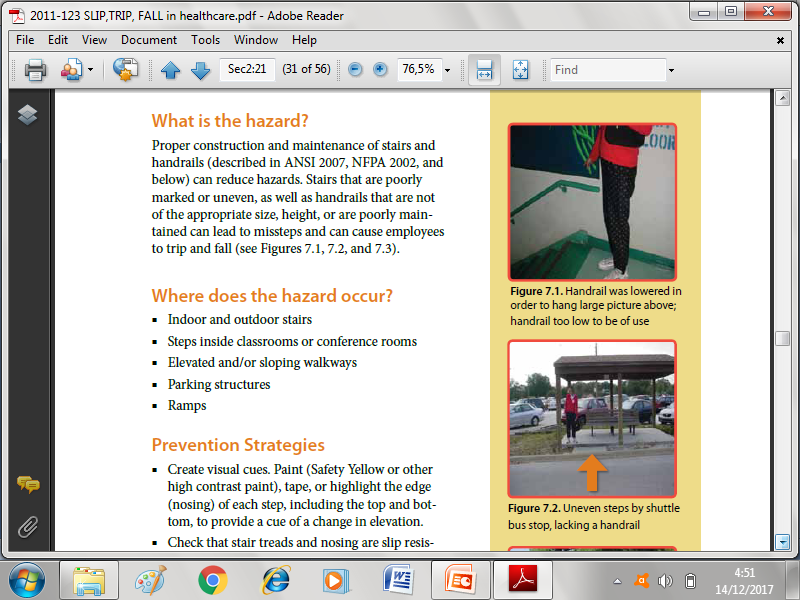 2011-123 SLIP,TRIP, FALL in healthcare.pdf - Adobe Reader
File Edit View Document Tools Window Help
Sec2:21 (31 of 56) 76,5% Find
What is the hazard?
Proper construction and maintenance of stairs and
handrails (described in ANSI 2007, NFPA 2002, and
below) can reduce hazards. Stairs that are poorly
marked or uneven, as well as handrails that are not
of the appropriate size, height, or are poorly main-
tained can lead to missteps and can cause employees
to trip and fall (see Figures 7.1, 7.2, and 7.3).
Where does the hazard occur?
▪ Indoor and outdoor stairs
▪ Steps inside classrooms or conference rooms
▪ Elevated and/or sloping walkways
▪ Parking structures
▪ Ramps
Prevention Strategies
▪ Create visual cues. Paint (Safety Yellow or other
high contrast paint), tape, or highlight the edge
(nosing) of each step, including the top and bot-
tom, to provide a cue of a change in elevation.
▪ Check that stair treads and nosing are slip resis-
LOOR
Figure 7.1. Handrail was lowered in
order to hang large picture above;
handrail too low to be of use
Figure 7.2. Uneven steps by shuttle
bus stop, lacking a handrail
4:51
14/12/2017